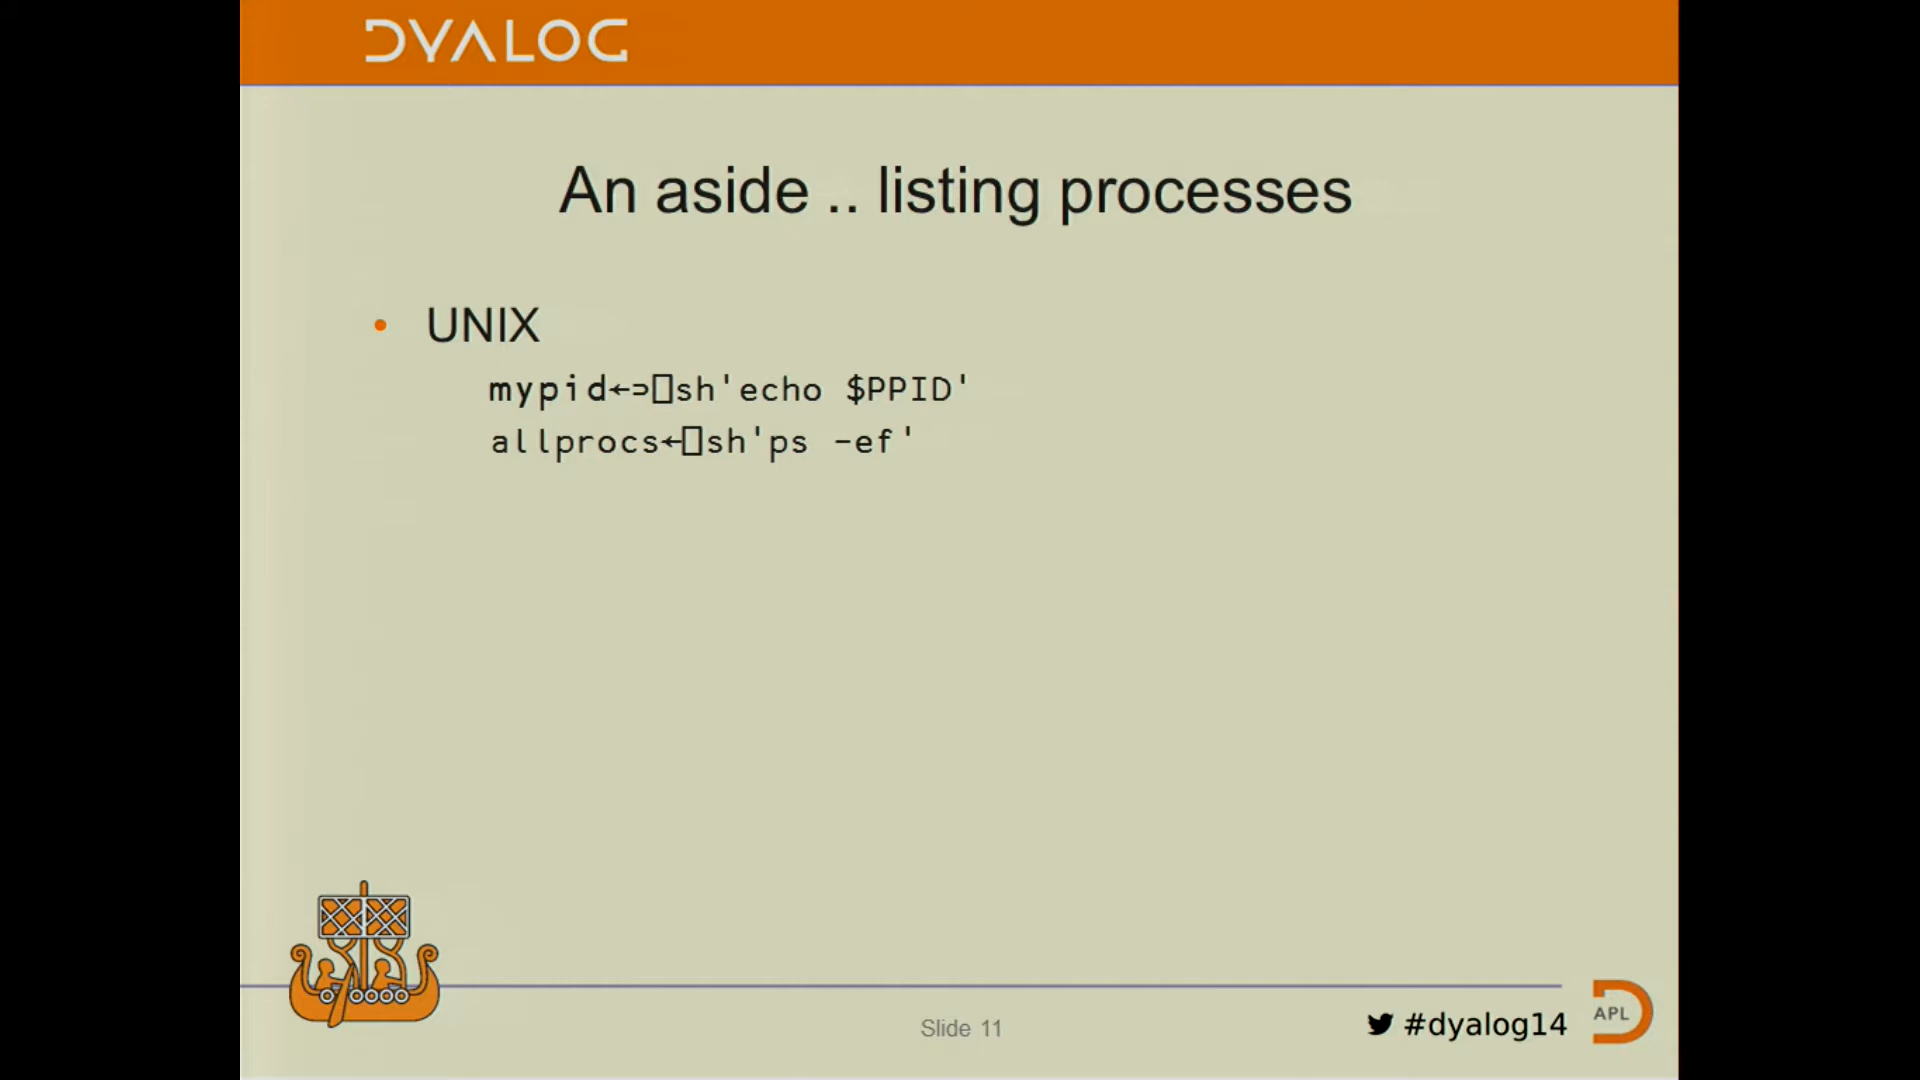 DYALOG
An aside .. listing processes
• UNIX
mypid←⊃⎕sh'echo $PPID'
allprocs←⎕sh'ps -ef'
Slide 11
#dyalog14
APL